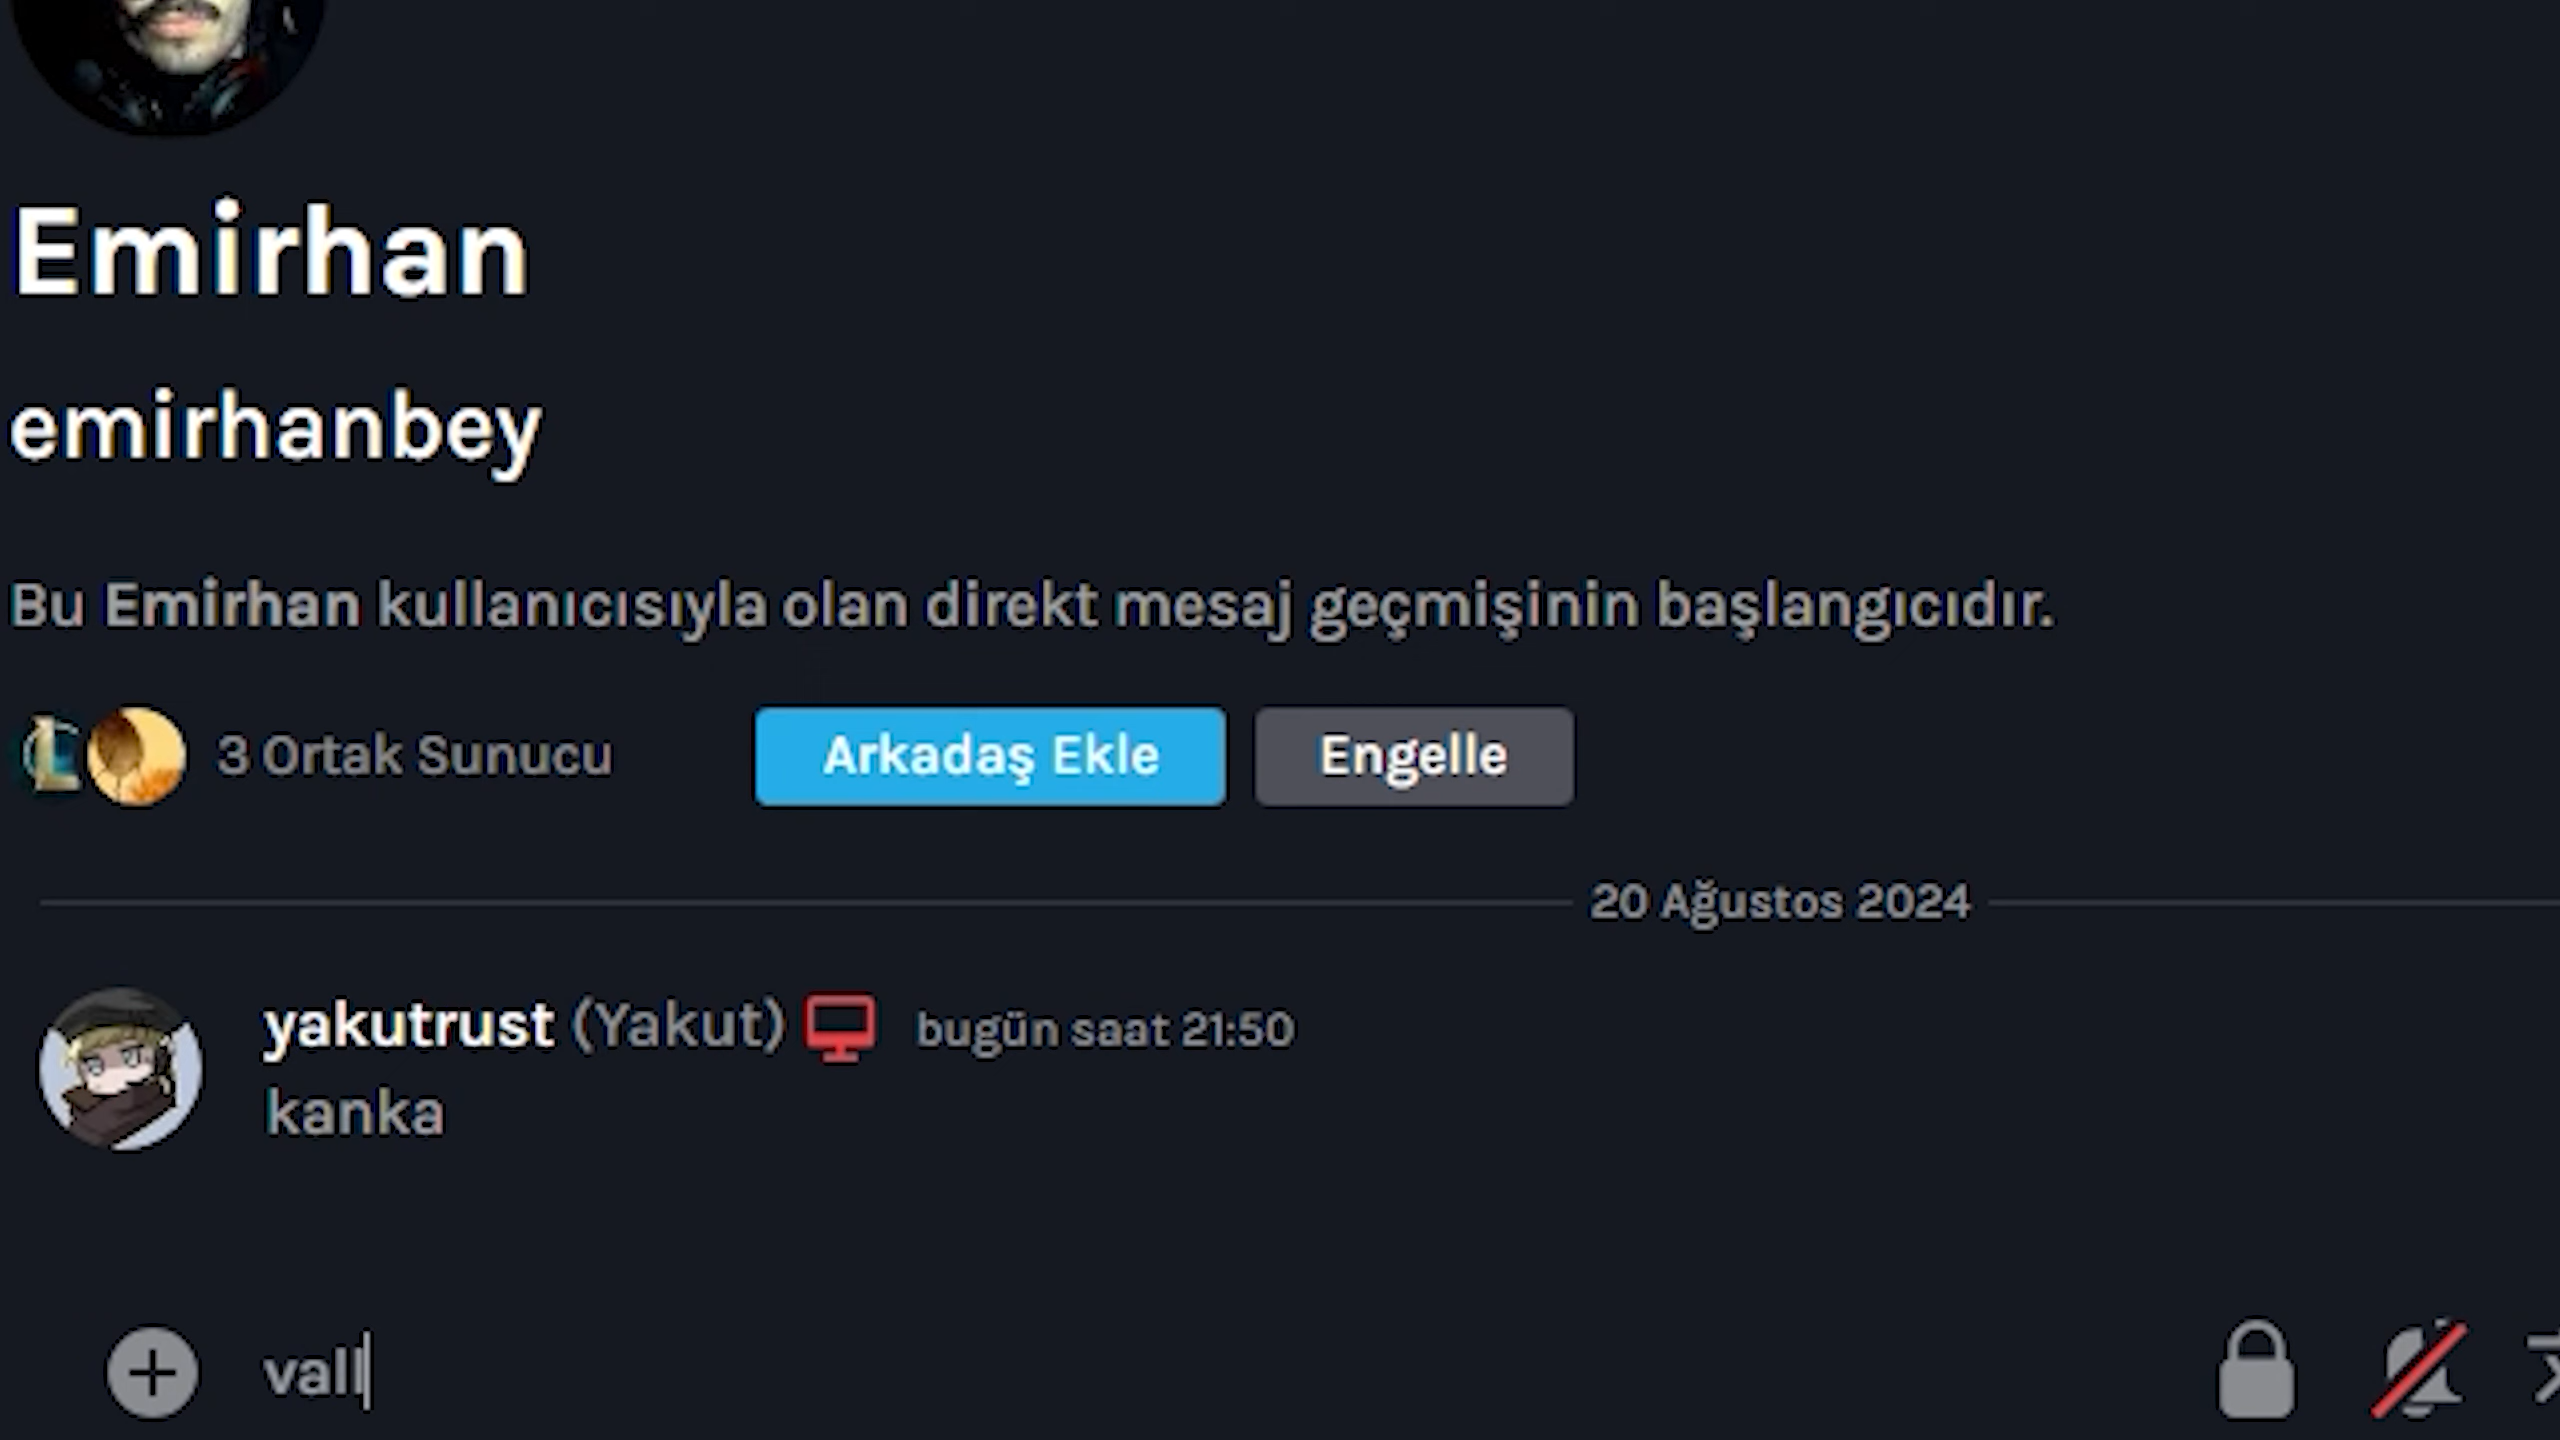 Emirhan
emirhanbey
Bu Emirhan kullanıcısıyla olan direkt mesaj geçmişinin başlangıcıdır.
3 Ortak Sunucu
Arkadaş Ekle
Engelle
20 Ağustos 2024
yakutrust (Yakut) bugün saat 21:50
kanka
vall